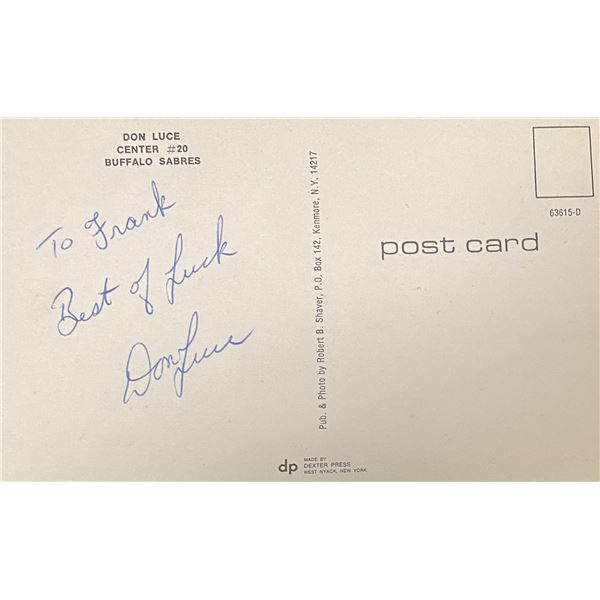 DON LUCE
CENTER #20
BUFFALO SABRES
To Frank
Best of Luck
Don Luce
Pub. & Photo by Robert B. Shaver, P.O. Box 142, Kenmore, N.Y. 14217
63615-D
post card
dp
MADE BY
DEXTER PRESS
WEST NYACK, NEW YORK